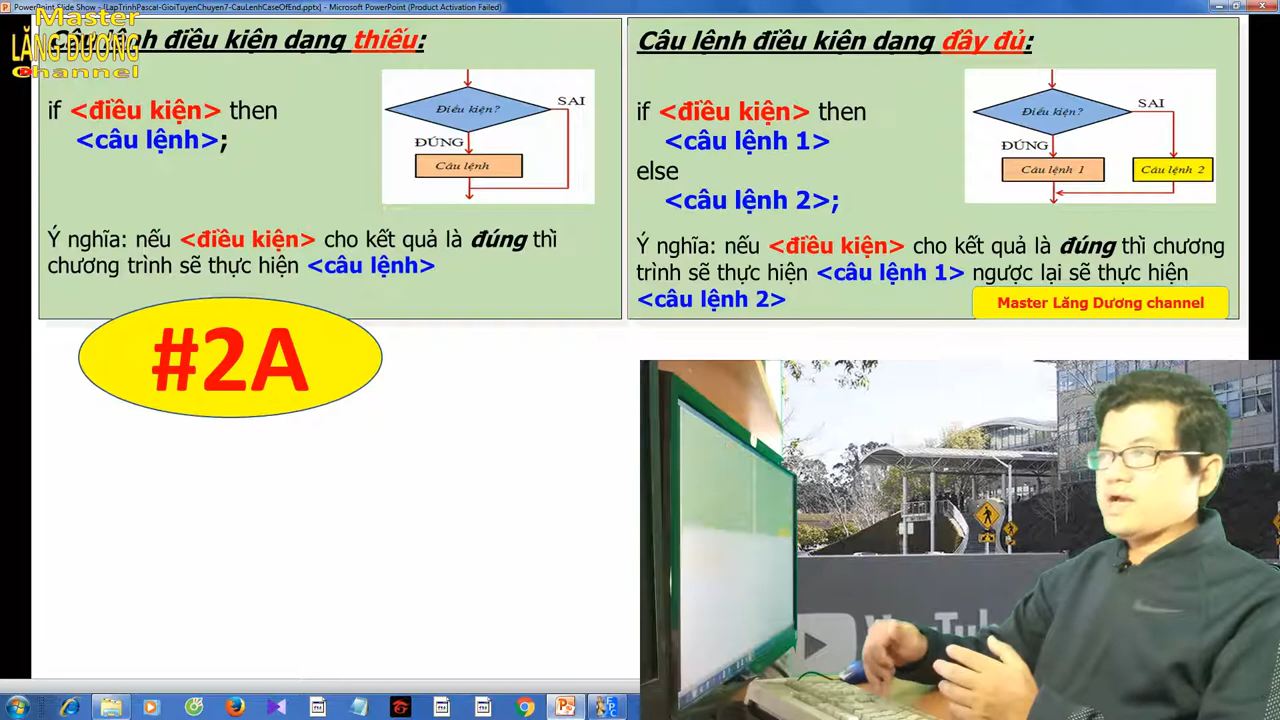 PowerPoint Slide Show - [LapTrinhPascal-GioiTuyenChuyen7-CauLenhCaseOfEnd.pptx] - Microsoft PowerPoint (Product Activation Failed)
Master
LĂNG DƯƠNG
Channel
Câu lệnh điều kiện dạng thiếu:
if <điều kiện> then
<câu lệnh>;
Điều kiện?
SAI
ĐÚNG
Câu lệnh
Ý nghĩa: nếu <điều kiện> cho kết quả là đúng thì
chương trình sẽ thực hiện <câu lệnh>
Câu lệnh điều kiện dạng đầy đủ:
if <điều kiện> then
<câu lệnh 1>
else
<câu lệnh 2>;
Điều kiện?
SAI
ĐÚNG
Câu lệnh 1
Câu lệnh 2
Ý nghĩa: nếu <điều kiện> cho kết quả là đúng thì chương
trình sẽ thực hiện <câu lệnh 1> ngược lại sẽ thực hiện
<câu lệnh 2>
Master Lăng Dương channel
#2A
YouTube